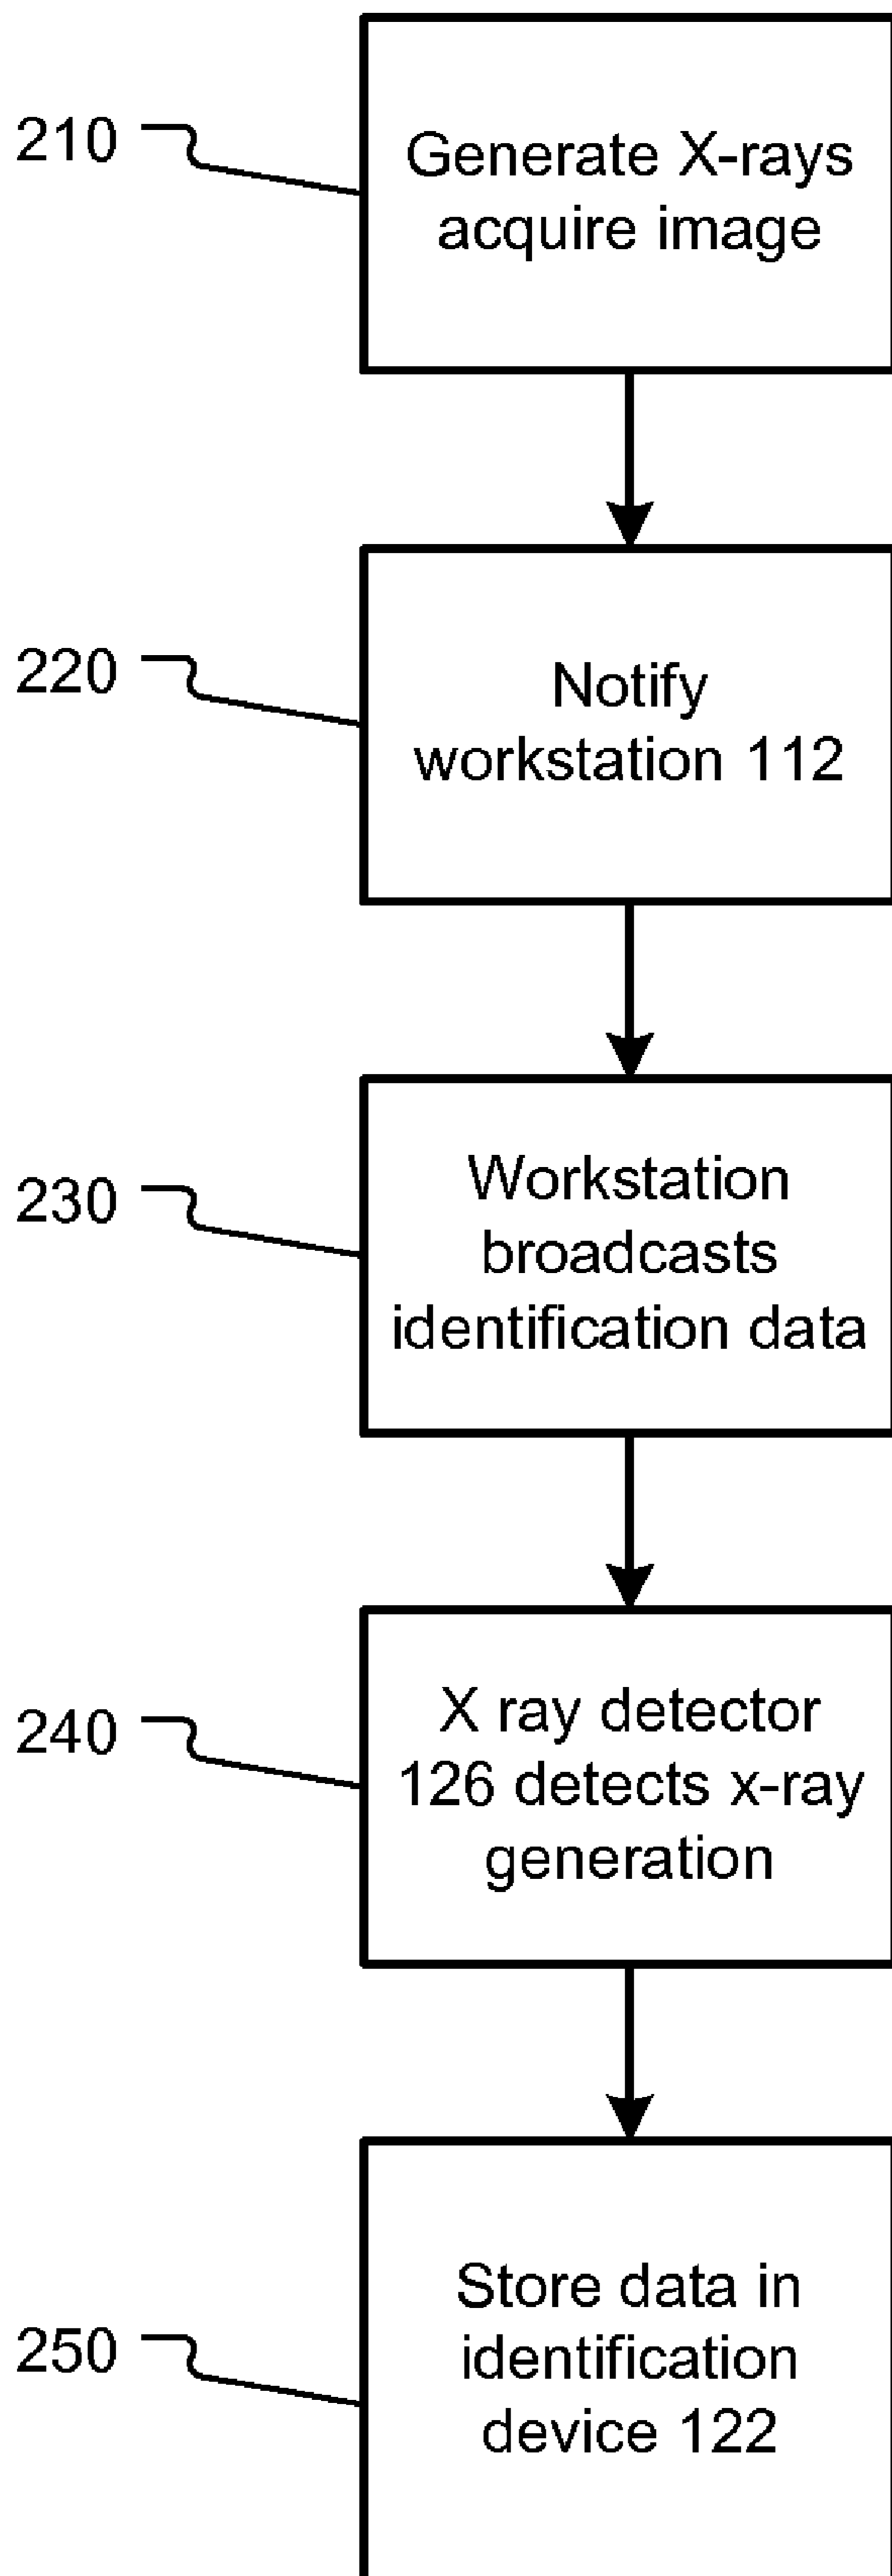 210
Generate X-rays
acquire image
220
Notify
workstation 112
230
Workstation
broadcasts
identification data
240
X ray detector
126 detects x-ray
generation
250
Store data in
identification
device 122